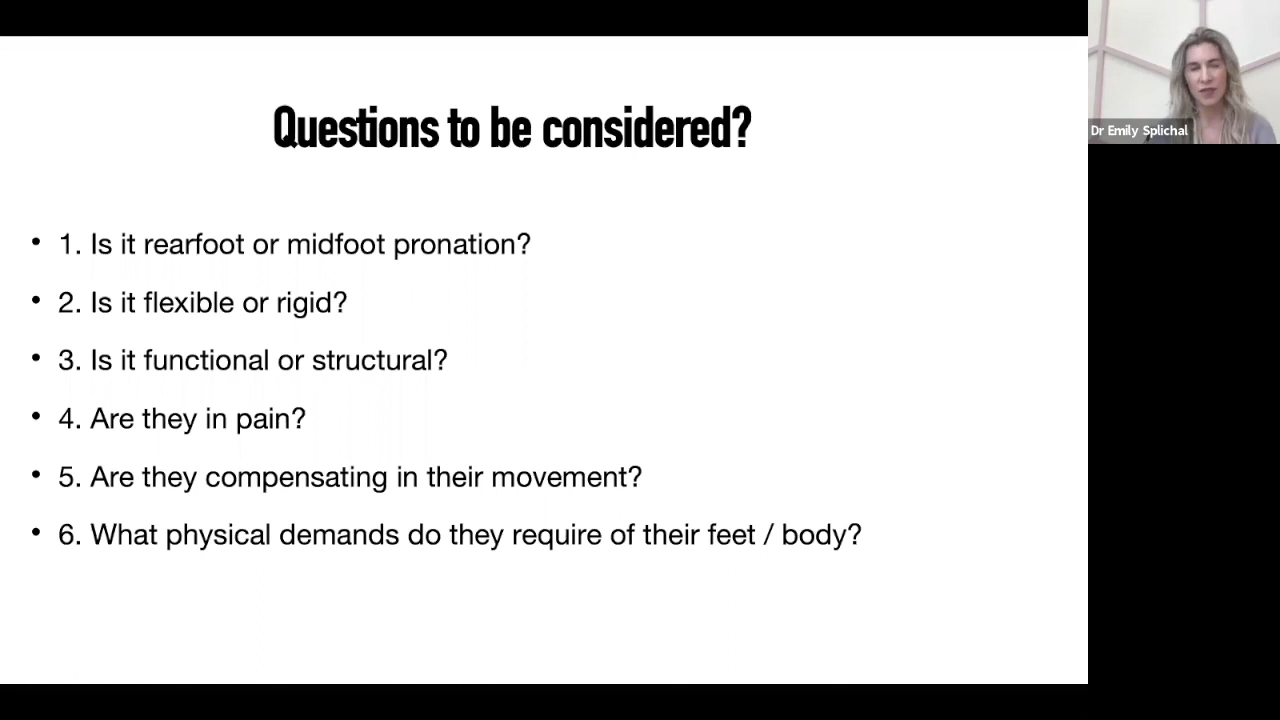 Questions to be considered?
• 1. Is it rearfoot or midfoot pronation?
• 2. Is it flexible or rigid?
• 3. Is it functional or structural?
• 4. Are they in pain?
• 5. Are they compensating in their movement?
• 6. What physical demands do they require of their feet / body?
Dr Emily Splichal